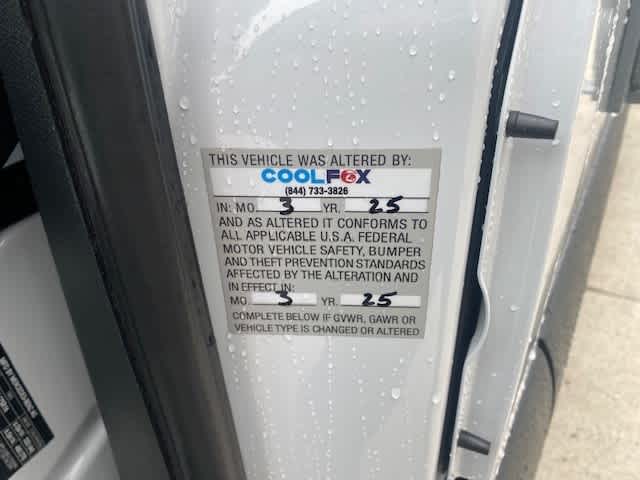 THIS VEHICLE WAS ALTERED BY:
COOLFOX
(844) 733-3826
IN: MO. 3 YR. 25
AND AS ALTERED IT CONFORMS TO
ALL APPLICABLE U.S.A. FEDERAL
MOTOR VEHICLE SAFETY, BUMPER
AND THEFT PREVENTION STANDARDS
AFFECTED BY THE ALTERATION AND
IN EFFECT IN:
MO. 3 YR. 25
COMPLETE BELOW IF GVWR, GAWR OR
VEHICLE TYPE IS CHANGED OR ALTERED